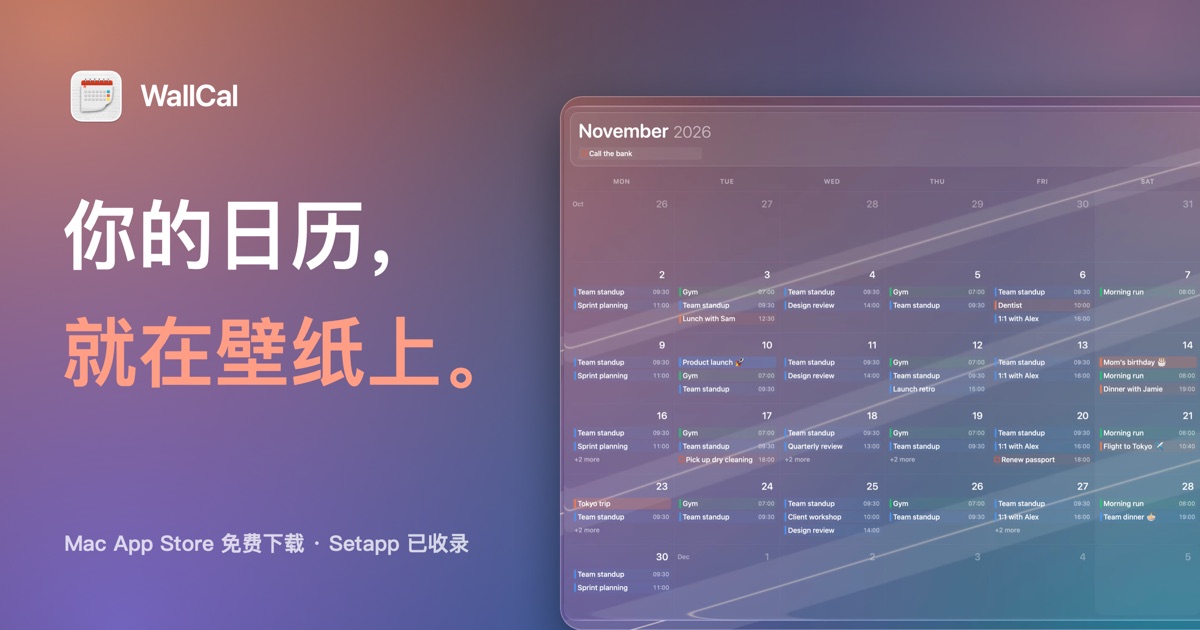 WallCal
你的日历，
就在壁纸上。
Mac App Store 免费下载 · Setapp 已收录
November 2026
Call the bank
MON TUE WED THU FRI SAT
Oct 26 27 28 29 30 31
2 3 4 5 6 7
Team standup 09:30 Gym 07:00 Team standup 09:30 Gym 07:00 Team standup 09:30 Morning run 08:00
Sprint planning 11:00 Team standup 09:30 Design review 14:00 Team standup 09:30 Dentist 10:00
Lunch with Sam 12:30 1:1 with Alex 16:00
9 10 11 12 13 14
Team standup 09:30 Product launch 🚀 Team standup 09:30 Gym 07:00 Team standup 09:30 Mom's birthday 🎂
Sprint planning 11:00 Gym 07:00 Design review 14:00 Team standup 09:30 1:1 with Alex 16:00 Morning run 08:00
Team standup 09:30 Launch retro 15:00 Dinner with Jamie 19:00
16 17 18 19 20 21
Team standup 09:30 Gym 07:00 Team standup 09:30 Gym 07:00 Team standup 09:30 Morning run 08:00
Sprint planning 11:00 Team standup 09:30 Quarterly review 13:00 Team standup 09:30 1:1 with Alex 16:00 Flight to Tokyo 10:40
+2 more Pick up dry cleaning 18:00 +2 more +2 more Renew passport 18:00
23 24 25 26 27 28
Tokyo trip Gym 07:00 Team standup 09:30 Gym 07:00 Team standup 09:30 Morning run 08:00
Team standup 09:30 Team standup 09:30 Client workshop 10:00 Team standup 09:30 1:1 with Alex 16:00 Team dinner 19:00
+2 more Design review 14:00 +2 more
30 Dec 1 2 3 4 5
Team standup 09:30
Sprint planning 11:00